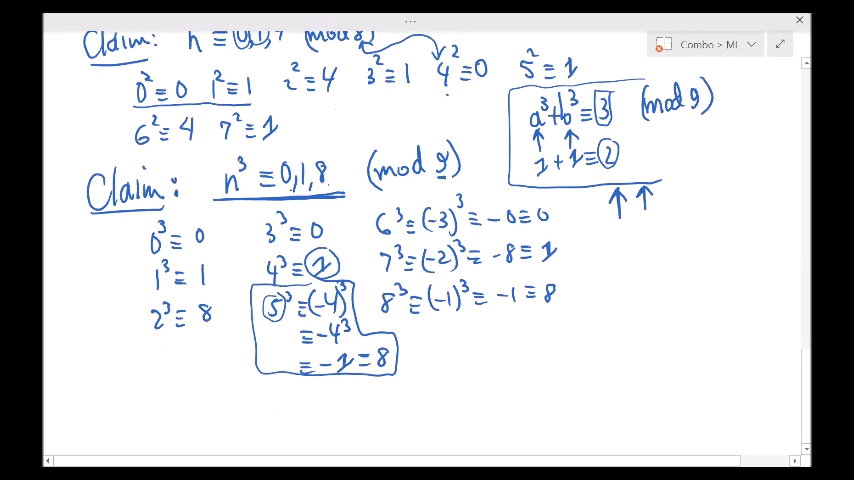 Combo > ML
Claim: n² ≡ 0,1,4 (mod 8)
0² ≡ 0 1² ≡ 1 2² ≡ 4 3² ≡ 1 4² ≡ 0 5² ≡ 1
6² ≡ 4 7² ≡ 1
a³+b³ ≡ 3 (mod 9)
1 + 1 ≡ 2
Claim: n³ ≡ 0,1,8 (mod 9)
0³ ≡ 0 3³ ≡ 0 6³ ≡ (-3)³ ≡ -0 ≡ 0
1³ ≡ 1 4³ ≡ 1 7³ ≡ (-2)³ ≡ -8 ≡ 1
2³ ≡ 8 5³ ≡ (-4)³ 8³ ≡ (-1)³ ≡ -1 ≡ 8
≡ -4³
≡ -1 ≡ 8